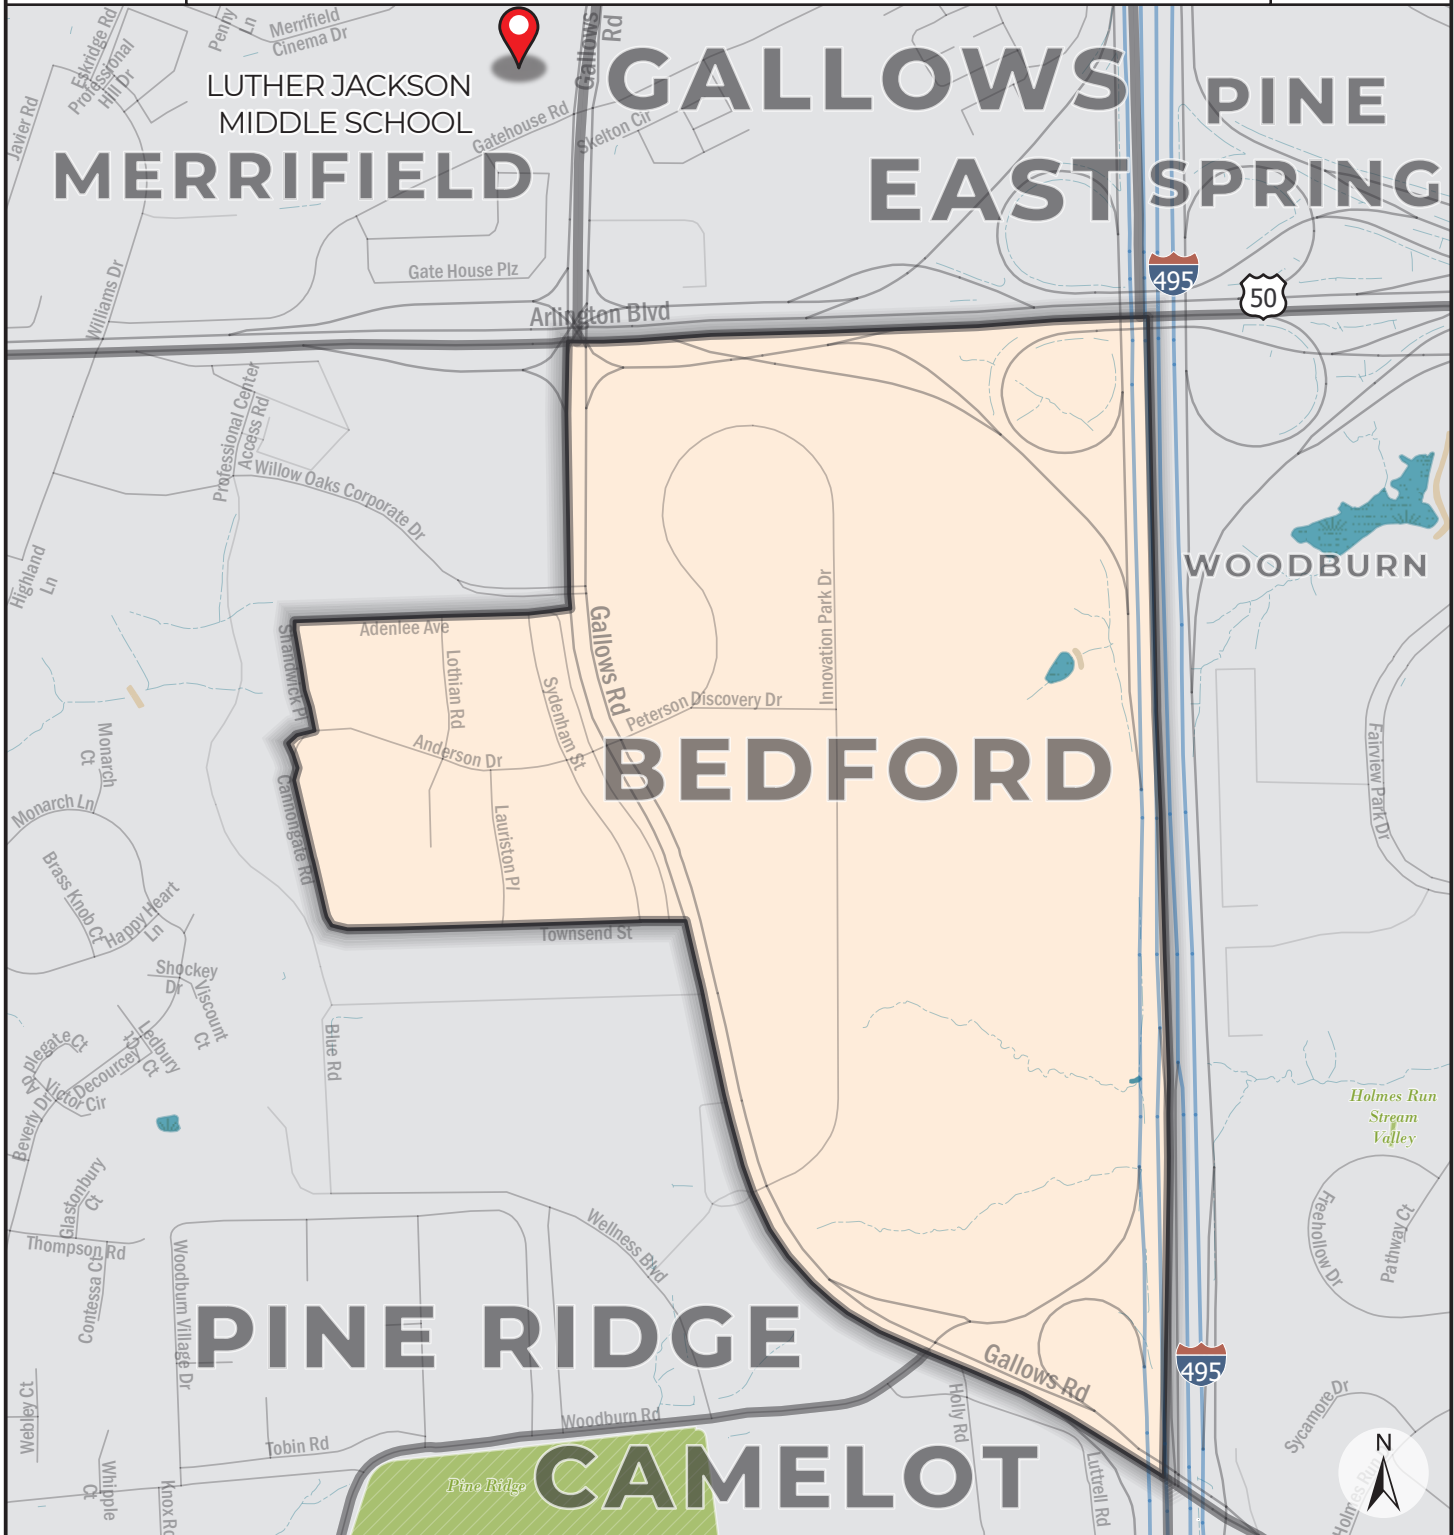 Eskridge Rd
Professional
Hill Dr
Penny
Ln
Merrifield
Cinema Dr
Gallows
Rd
Javier Rd
LUTHER JACKSON
MIDDLE SCHOOL
Gatehouse Rd
Skelton Cir
GALLOWS
EAST
PINE
SPRING
MERRIFIELD
Williams Dr
Gate House Plz
Arlington Blvd
495
50
Professional Center
Access Rd
Willow Oaks Corporate Dr
Highland
Ln
WOODBURN
Adenlee Ave
Strandwick Pl
Lothian Rd
Sydenham St
Gallows Rd
Innovation Park Dr
Peterson Discovery Dr
Anderson Dr
BEDFORD
Monarch
Ct
Monarch Ln
Cannongate Rd
Lauriston Pl
Fairview Park Dr
Brass Knob Ct
Happy Heart
Ln
Townsend St
Shockey
Dr
Viscount
Ct
Ledbury
Ct
Decourcey
Ct
Victor Cir
Beverly Dr
Blue Rd
Holmes Run
Stream
Valley
Glastonbury
Ct
Thompson Rd
Contessa Ct
Woodburn Village Dr
Wellness Blvd
Freehollow Dr
Pathway Ct
PINE RIDGE
Gallows Rd
495
Webley Ct
Woodburn Rd
Holly Rd
Sycamore Dr
Tobin Rd
Whipple
Ct
Knox Rd
Pine Ridge
CAMELOT
Luttrell Rd
N